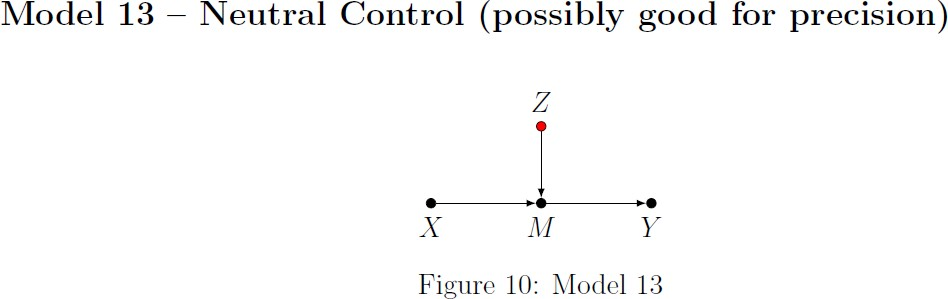 Model 13 – Neutral Control (possibly good for precision)
Z
X M Y
Figure 10: Model 13